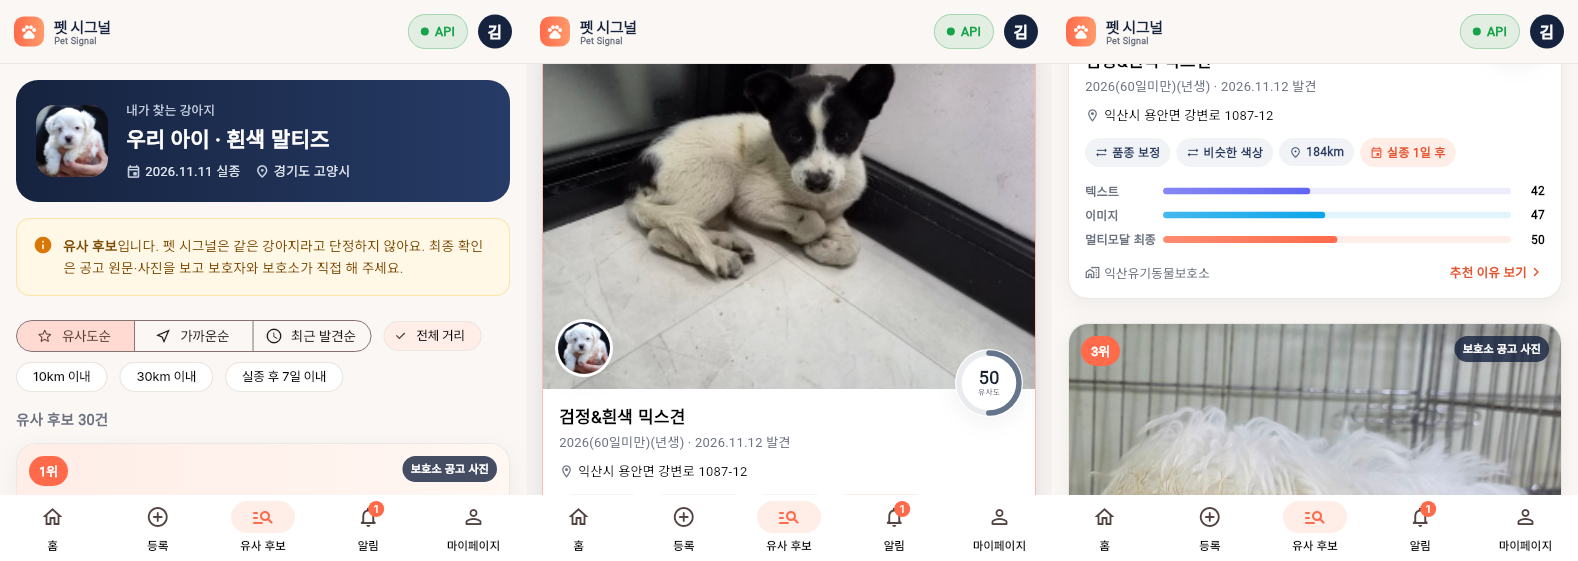 펫 시그널
Pet Signal
API
김
내가 찾는 강아지
우리 아이 · 흰색 말티즈
2026.11.11 실종
경기도 고양시
유사 후보입니다. 펫 시그널은 같은 강아지라고 단정하지 않아요. 최종 확인
은 공고 원문·사진을 보고 보호자와 보호소가 직접 해 주세요.
유사도순
가까운순
최근 발견순
전체 거리
10km 이내
30km 이내
실종 후 7일 이내
유사 후보 30건
1위
보호소 공고 사진
홈
등록
유사 후보
1
알림
마이페이지
펫 시그널
Pet Signal
API
김
50
유사도
검정&흰색 믹스견
2026(60일미만)(년생) · 2026.11.12 발견
익산시 용안면 강변로 1087-12
홈
등록
유사 후보
1
알림
마이페이지
펫 시그널
Pet Signal
API
김
검정&흰색 믹스견
2026(60일미만)(년생) · 2026.11.12 발견
익산시 용안면 강변로 1087-12
품종 보정
비슷한 색상
184km
실종 1일 후
텍스트
42
이미지
47
멀티모달 최종
50
익산유기동물보호소
추천 이유 보기
3위
보호소 공고 사진
홈
등록
유사 후보
1
알림
마이페이지